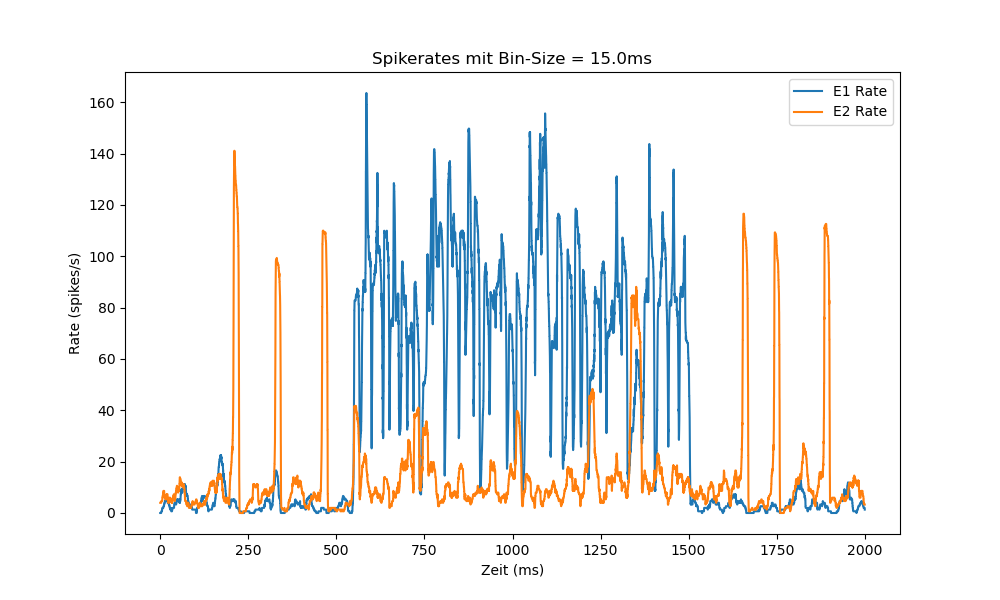 Spikerates mit Bin-Size = 15.0ms
E1 Rate
E2 Rate
160
140
120
100
80
60
40
20
0
Rate (spikes/s)
0 250 500 750 1000 1250 1500 1750 2000
Zeit (ms)